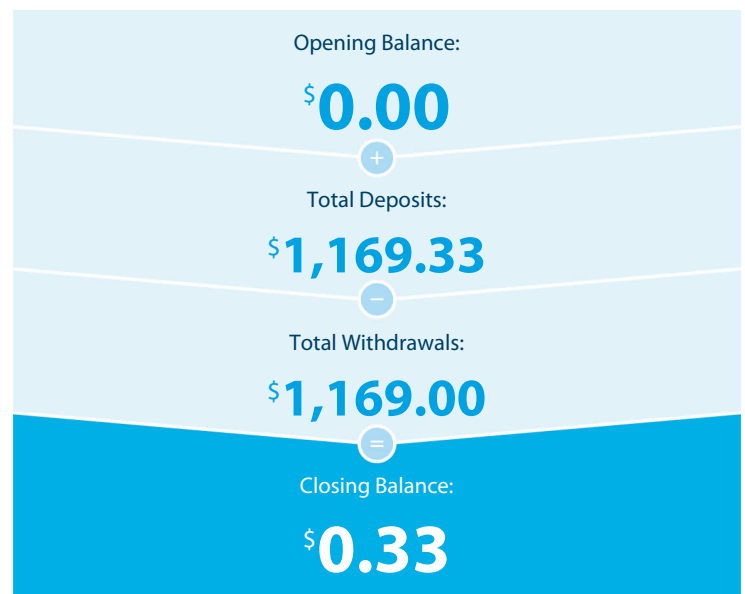 Opening Balance:
$0.00
+
Total Deposits:
$1,169.33
−
Total Withdrawals:
$1,169.00
=
Closing Balance:
$0.33